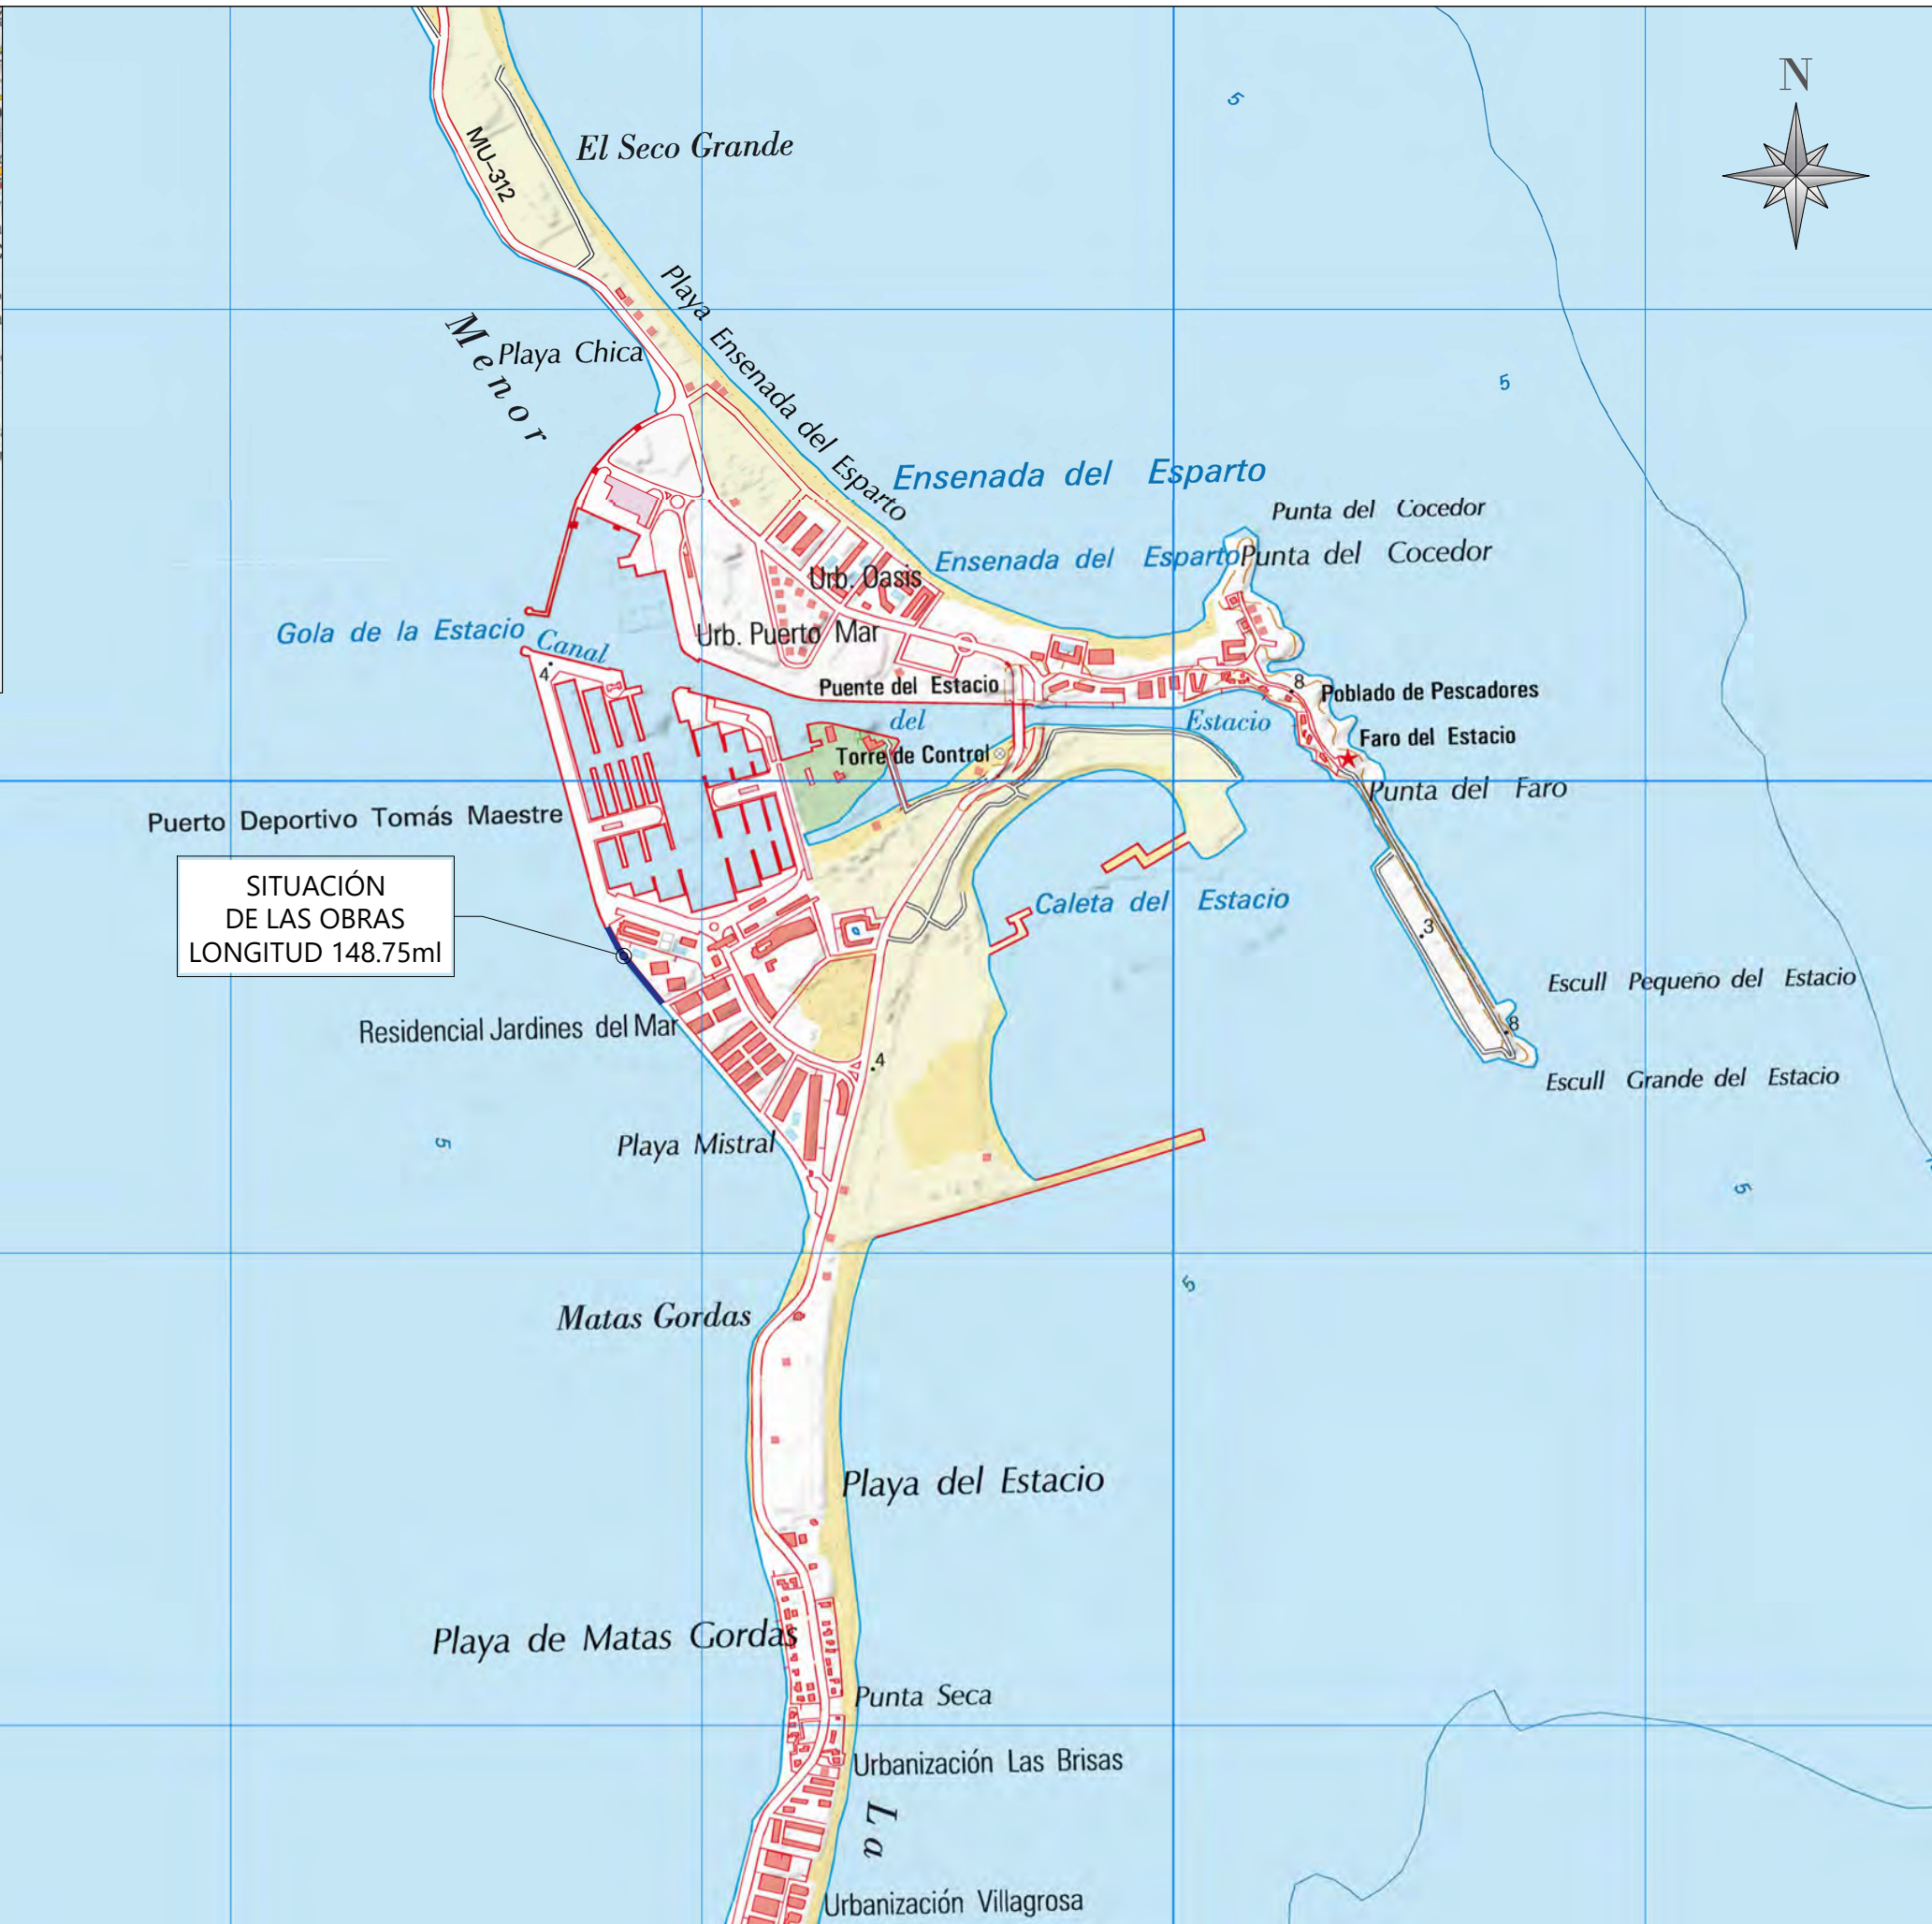 N
5
El Seco Grande
MU-312
Playa Ensenada del Esparto
Menor
Playa Chica
5
Ensenada del Esparto
Punta del Cocedor
Ensenada del Esparto
Punta del Cocedor
Urb. Oasis
Gola de la Estacio
Canal
Urb. Puerto Mar
4
Puente del Estacio
8
Poblado de Pescadores
del
Estacio
Faro del Estacio
Torre de Control
Punta del Faro
Puerto Deportivo Tomás Maestre
SITUACIÓN
DE LAS OBRAS
LONGITUD 148.75ml
Caleta del Estacio
3
Escull Pequeño del Estacio
Residencial Jardines del Mar
8
4
Escull Grande del Estacio
5
Playa Mistral
5
5
Matas Gordas
Playa del Estacio
Playa de Matas Gordas
Punta Seca
Urbanización Las Brisas
La
Urbanización Villagrosa